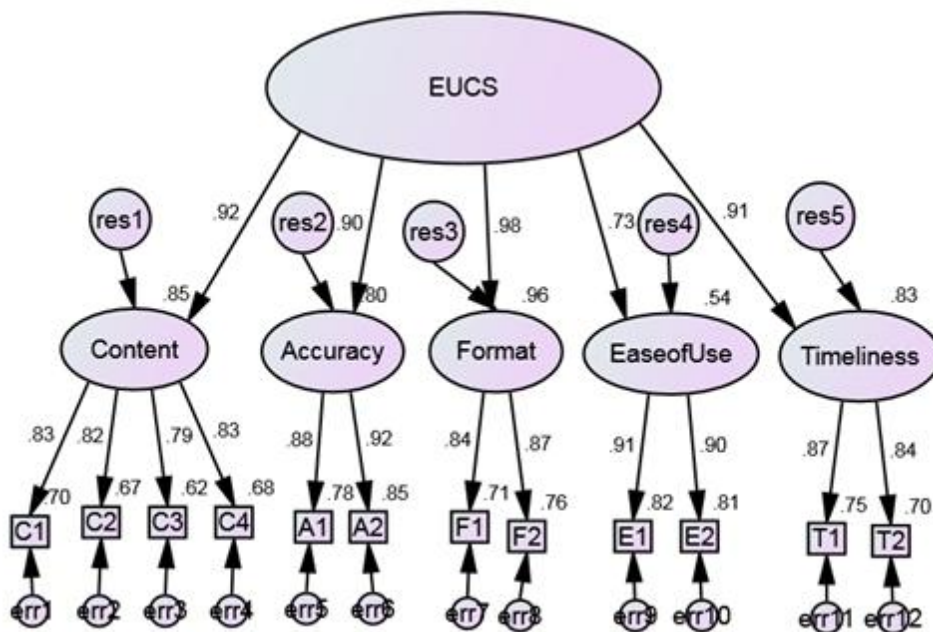 EUCS
res1
.92
res2
.90
res3
.98
.73
res4
.91
res5
.85
.80
.96
.54
.83
Content
Accuracy
Format
EaseofUse
Timeliness
.83
.82
.79
.83
.88
.92
.84
.87
.91
.90
.87
.84
.70
.67
.62
.68
.78
.85
.71
.76
.82
.81
.75
.70
C1
C2
C3
C4
A1
A2
F1
F2
E1
E2
T1
T2
err1
err2
err3
err4
err5
err6
err7
err8
err9
err10
err11
err12